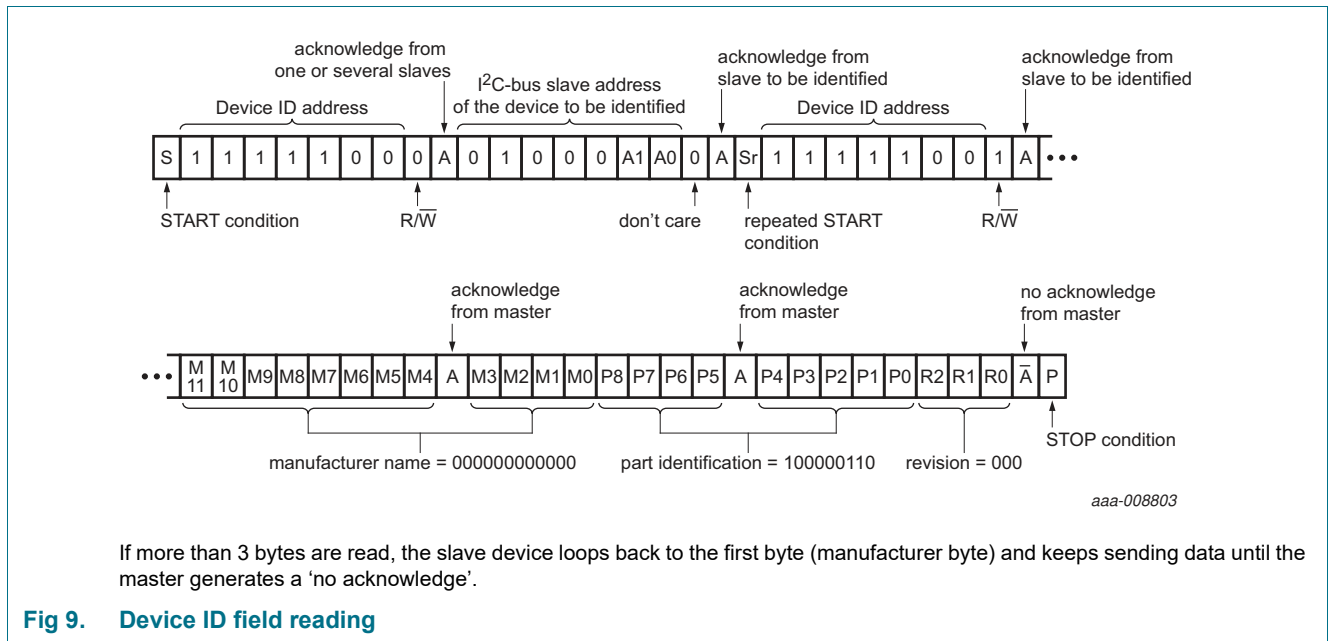 acknowledge from
one or several slaves
I²C-bus slave address
of the device to be identified
acknowledge from
slave to be identified
acknowledge from
slave to be identified
Device ID address
Device ID address
S 1 1 1 1 1 0 0 0 A 0 1 0 0 0 A1 A0 0 A Sr 1 1 1 1 1 0 0 1 A •••
START condition
R/W̅
don't care
repeated START
condition
R/W̅
acknowledge
from master
acknowledge
from master
no acknowledge
from master
••• M11 M10 M9 M8 M7 M6 M5 M4 A M3 M2 M1 M0 P8 P7 P6 P5 A P4 P3 P2 P1 P0 R2 R1 R0 A̅ P
STOP condition
manufacturer name = 000000000000
part identification = 100000110
revision = 000
aaa-008803
If more than 3 bytes are read, the slave device loops back to the first byte (manufacturer byte) and keeps sending data until the
master generates a ‘no acknowledge’.
Fig 9. Device ID field reading